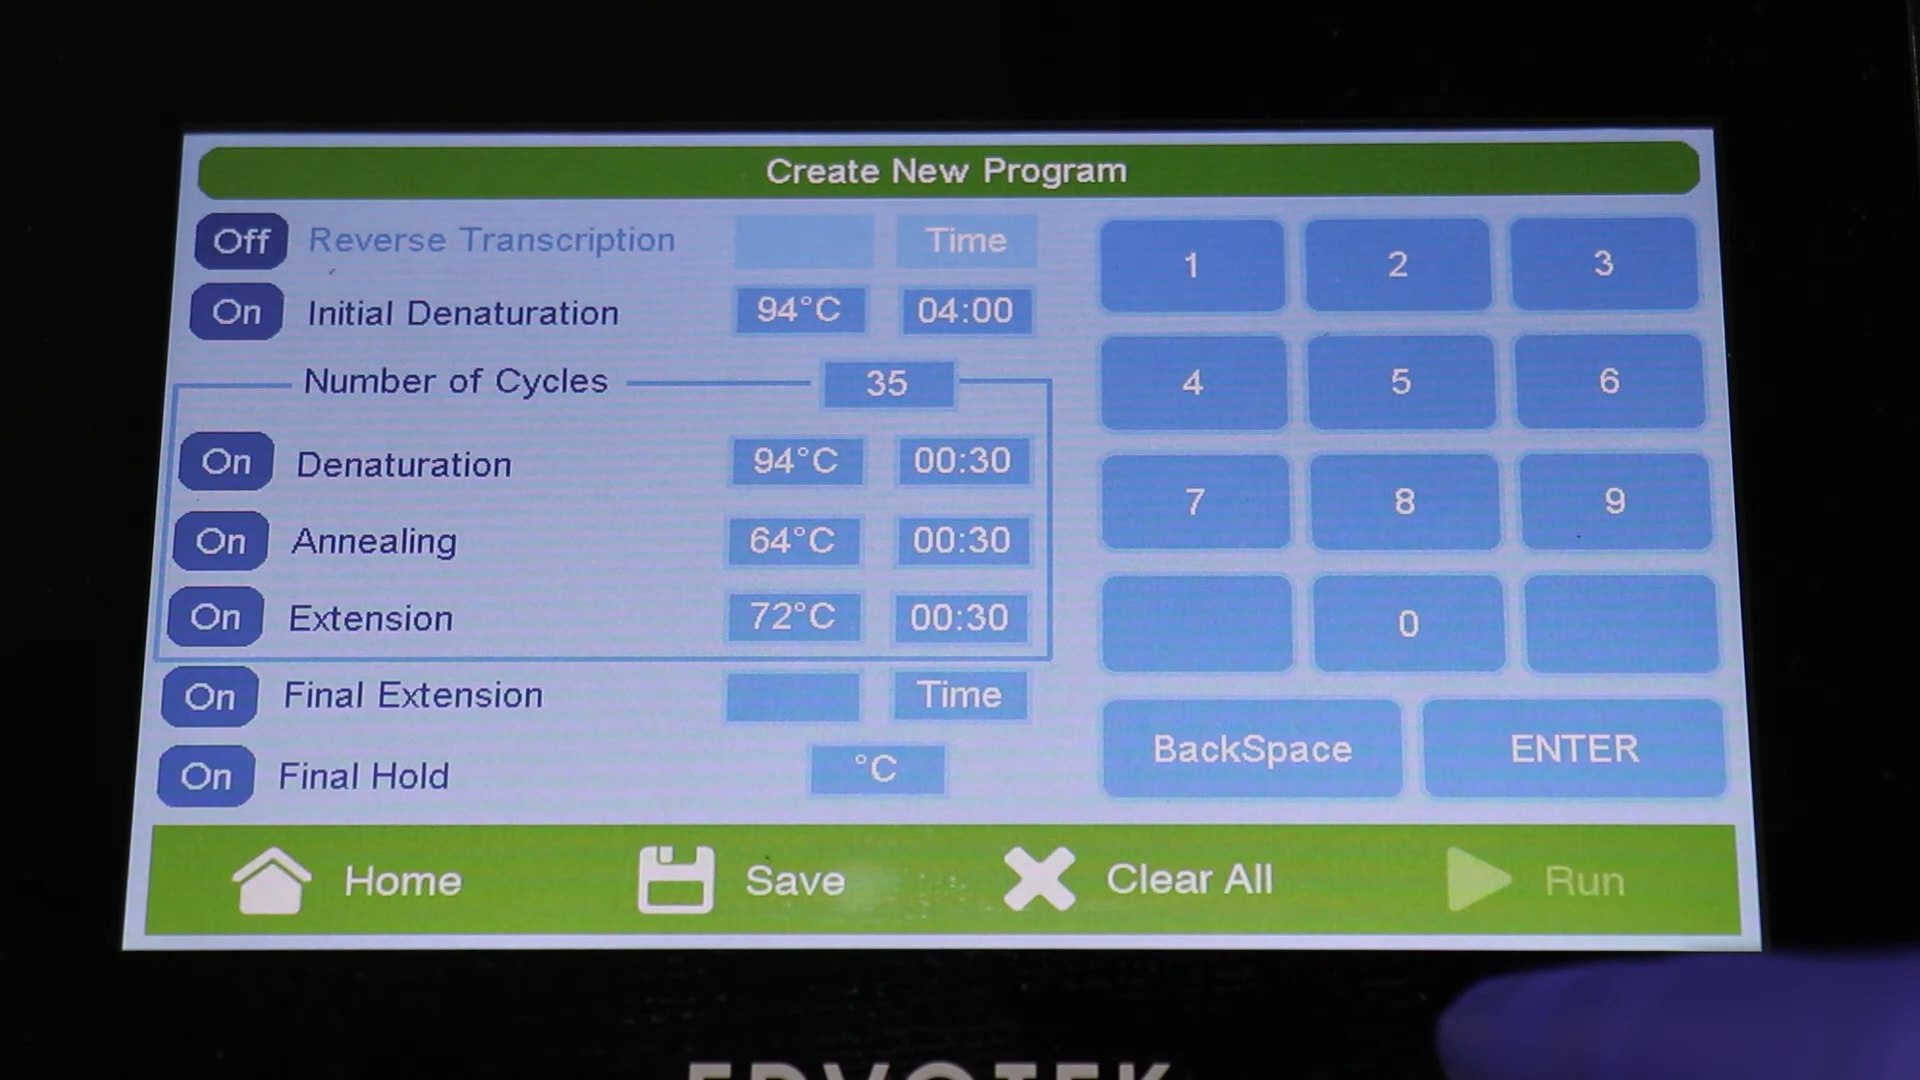 Create New Program
Off Reverse Transcription Time
On Initial Denaturation 94°C 04:00
Number of Cycles 35
On Denaturation 94°C 00:30
On Annealing 64°C 00:30
On Extension 72°C 00:30
On Final Extension Time
On Final Hold °C
1 2 3
4 5 6
7 8 9
0
BackSpace ENTER
Home Save Clear All Run
EDVOTEK